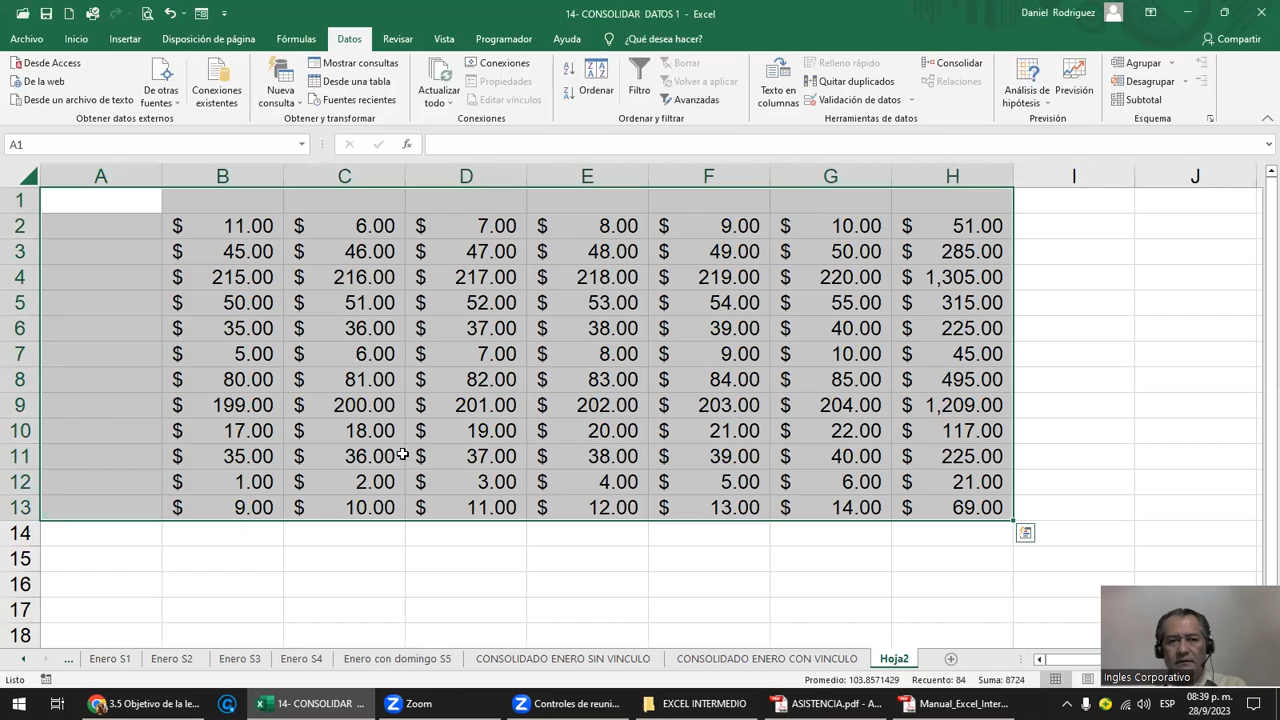 14- CONSOLIDAR DATOS 1 - Excel
Daniel Rodriguez
Archivo Inicio Insertar Disposición de página Fórmulas Datos Revisar Vista Programador Ayuda ¿Qué desea hacer? Compartir
Desde Access
De la web
Desde un archivo de texto
De otras fuentes
Conexiones existentes
Obtener datos externos
Nueva consulta
Mostrar consultas
Desde una tabla
Fuentes recientes
Obtener y transformar
Actualizar todo
Conexiones
Propiedades
Editar vínculos
Conexiones
Ordenar
Filtro
Borrar
Volver a aplicar
Avanzadas
Ordenar y filtrar
Texto en columnas
Relleno rápido
Quitar duplicados
Validación de datos
Consolidar
Relaciones
Herramientas de datos
Análisis de hipótesis
Previsión
Previsión
Agrupar
Desagrupar
Subtotal
Esquema
A1
A B C D E F G H I J
1
2 $ 11.00 $ 6.00 $ 7.00 $ 8.00 $ 9.00 $ 10.00 $ 51.00
3 $ 45.00 $ 46.00 $ 47.00 $ 48.00 $ 49.00 $ 50.00 $ 285.00
4 $ 215.00 $ 216.00 $ 217.00 $ 218.00 $ 219.00 $ 220.00 $ 1,305.00
5 $ 50.00 $ 51.00 $ 52.00 $ 53.00 $ 54.00 $ 55.00 $ 315.00
6 $ 35.00 $ 36.00 $ 37.00 $ 38.00 $ 39.00 $ 40.00 $ 225.00
7 $ 5.00 $ 6.00 $ 7.00 $ 8.00 $ 9.00 $ 10.00 $ 45.00
8 $ 80.00 $ 81.00 $ 82.00 $ 83.00 $ 84.00 $ 85.00 $ 495.00
9 $ 199.00 $ 200.00 $ 201.00 $ 202.00 $ 203.00 $ 204.00 $ 1,209.00
10 $ 17.00 $ 18.00 $ 19.00 $ 20.00 $ 21.00 $ 22.00 $ 117.00
11 $ 35.00 $ 36.00 $ 37.00 $ 38.00 $ 39.00 $ 40.00 $ 225.00
12 $ 1.00 $ 2.00 $ 3.00 $ 4.00 $ 5.00 $ 6.00 $ 21.00
13 $ 9.00 $ 10.00 $ 11.00 $ 12.00 $ 13.00 $ 14.00 $ 69.00
14
15
16
17
18
... Enero S1 Enero S2 Enero S3 Enero S4 Enero con domingo S5 CONSOLIDADO ENERO SIN VINCULO CONSOLIDADO ENERO CON VINCULO Hoja2
Ingles Corporativo
Listo Promedio: 103.8571429 Recuento: 84 Suma: 8724
3.5 Objetivo de la le... 14- CONSOLIDAR ... Zoom Controles de reuni... EXCEL INTERMEDIO ASISTENCIA.pdf - A... Manual_Excel_Inter... ESP
08:39 p. m.
28/9/2023